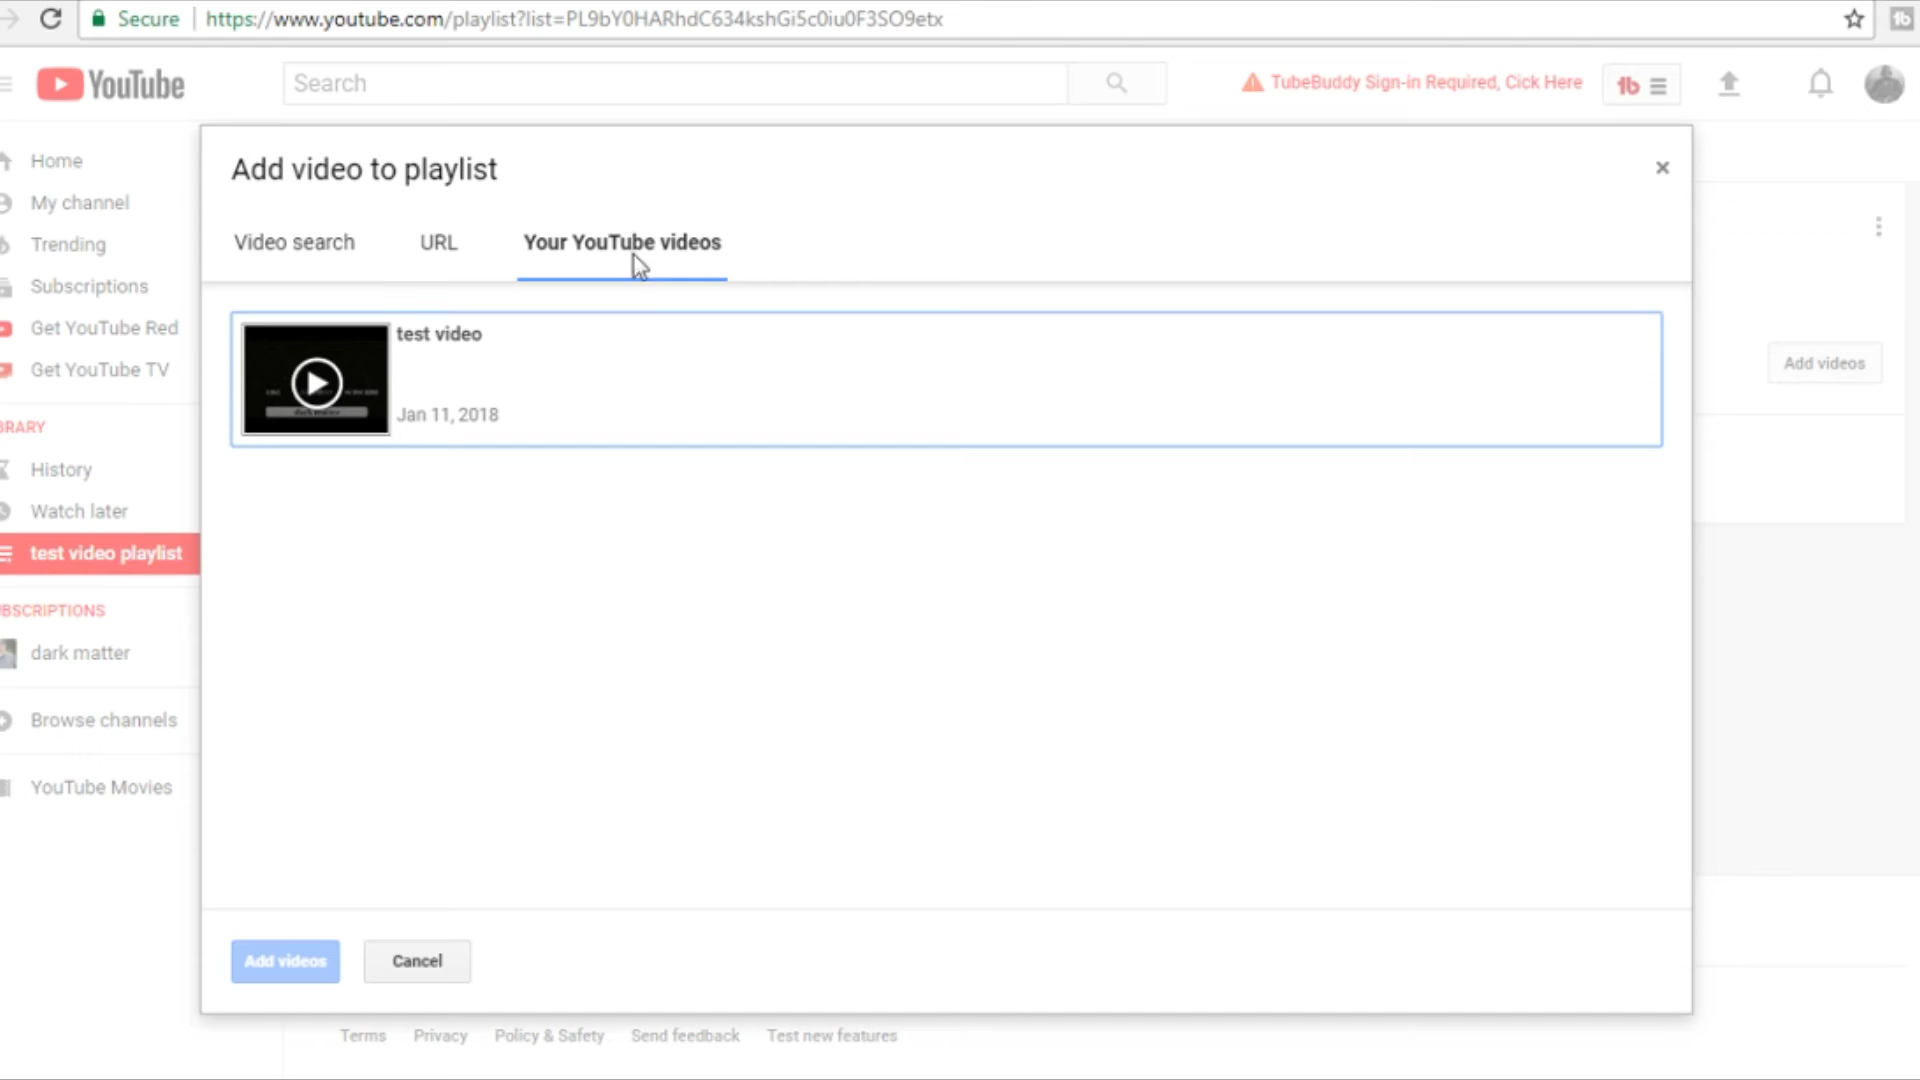 Secure https://www.youtube.com/playlist?list=PL9bY0HARhdC634kshGi5c0iu0F3SO9etx
YouTube Search TubeBuddy Sign-in Required, Cick Here
Add video to playlist
Video search URL Your YouTube videos
test video
Jan 11, 2018
Add videos Cancel
Home
My channel
Trending
Subscriptions
Get YouTube Red
Get YouTube TV
BRARY
History
Watch later
test video playlist
BSCRIPTIONS
dark matter
Browse channels
YouTube Movies
Add videos
Terms Privacy Policy & Safety Send feedback Test new features